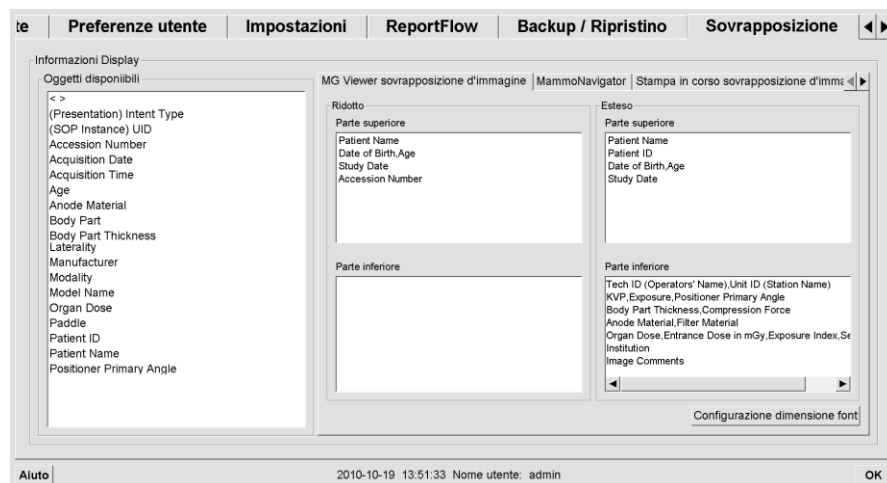 te Preferenze utente Impostazioni ReportFlow Backup / Ripristino Sovrapposizione
Informazioni Display
Oggetti disponiibili
< >
(Presentation) Intent Type
(SOP Instance) UID
Accession Number
Acquisition Date
Acquisition Time
Age
Anode Material
Body Part
Body Part Thickness
Laterality
Manufacturer
Modality
Model Name
Organ Dose
Paddle
Patient ID
Patient Name
Positioner Primary Angle
MG Viewer sovrapposizione d'immagine MammoNavigator Stampa in corso sovrapposizione d'imma
Ridotto
Parte superiore
Patient Name
Date of Birth,Age
Study Date
Accession Number
Parte inferiore
Esteso
Parte superiore
Patient Name
Patient ID
Date of Birth,Age
Study Date
Parte inferiore
Tech ID (Operators' Name),Unit ID (Station Name)
KVP,Exposure,Positioner Primary Angle
Body Part Thickness,Compression Force
Anode Material,Filter Material
Organ Dose,Entrance Dose in mGy,Exposure Index,Se
Institution
Image Comments
Configurazione dimensione font
Aiuto 2010-10-19 13:51:33 Nome utente: admin OK